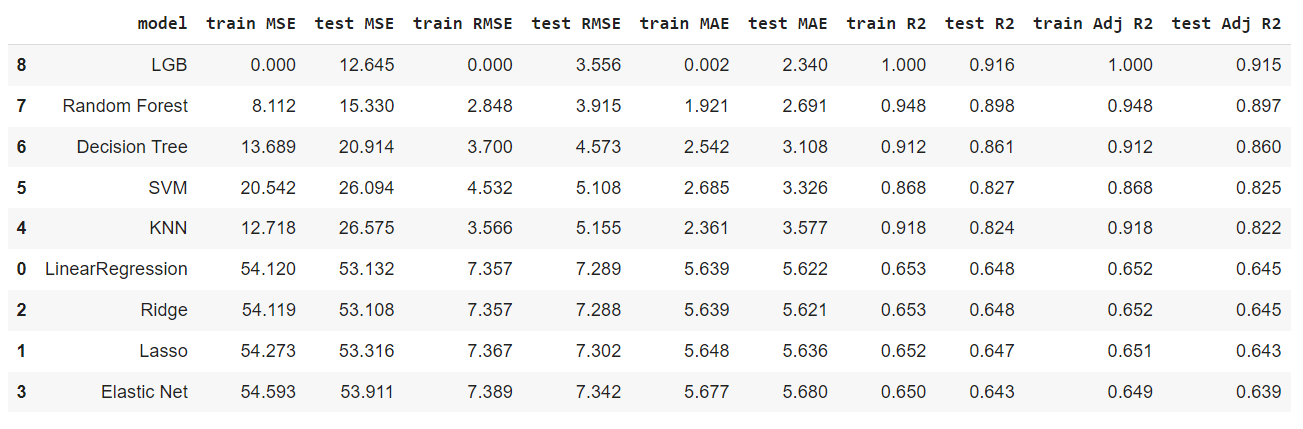 model train MSE test MSE train RMSE test RMSE train MAE test MAE train R2 test R2 train Adj R2 test Adj R2
8 LGB 0.000 12.645 0.000 3.556 0.002 2.340 1.000 0.916 1.000 0.915
7 Random Forest 8.112 15.330 2.848 3.915 1.921 2.691 0.948 0.898 0.948 0.897
6 Decision Tree 13.689 20.914 3.700 4.573 2.542 3.108 0.912 0.861 0.912 0.860
5 SVM 20.542 26.094 4.532 5.108 2.685 3.326 0.868 0.827 0.868 0.825
4 KNN 12.718 26.575 3.566 5.155 2.361 3.577 0.918 0.824 0.918 0.822
0 LinearRegression 54.120 53.132 7.357 7.289 5.639 5.622 0.653 0.648 0.652 0.645
2 Ridge 54.119 53.108 7.357 7.288 5.639 5.621 0.653 0.648 0.652 0.645
1 Lasso 54.273 53.316 7.367 7.302 5.648 5.636 0.652 0.647 0.651 0.643
3 Elastic Net 54.593 53.911 7.389 7.342 5.677 5.680 0.650 0.643 0.649 0.639